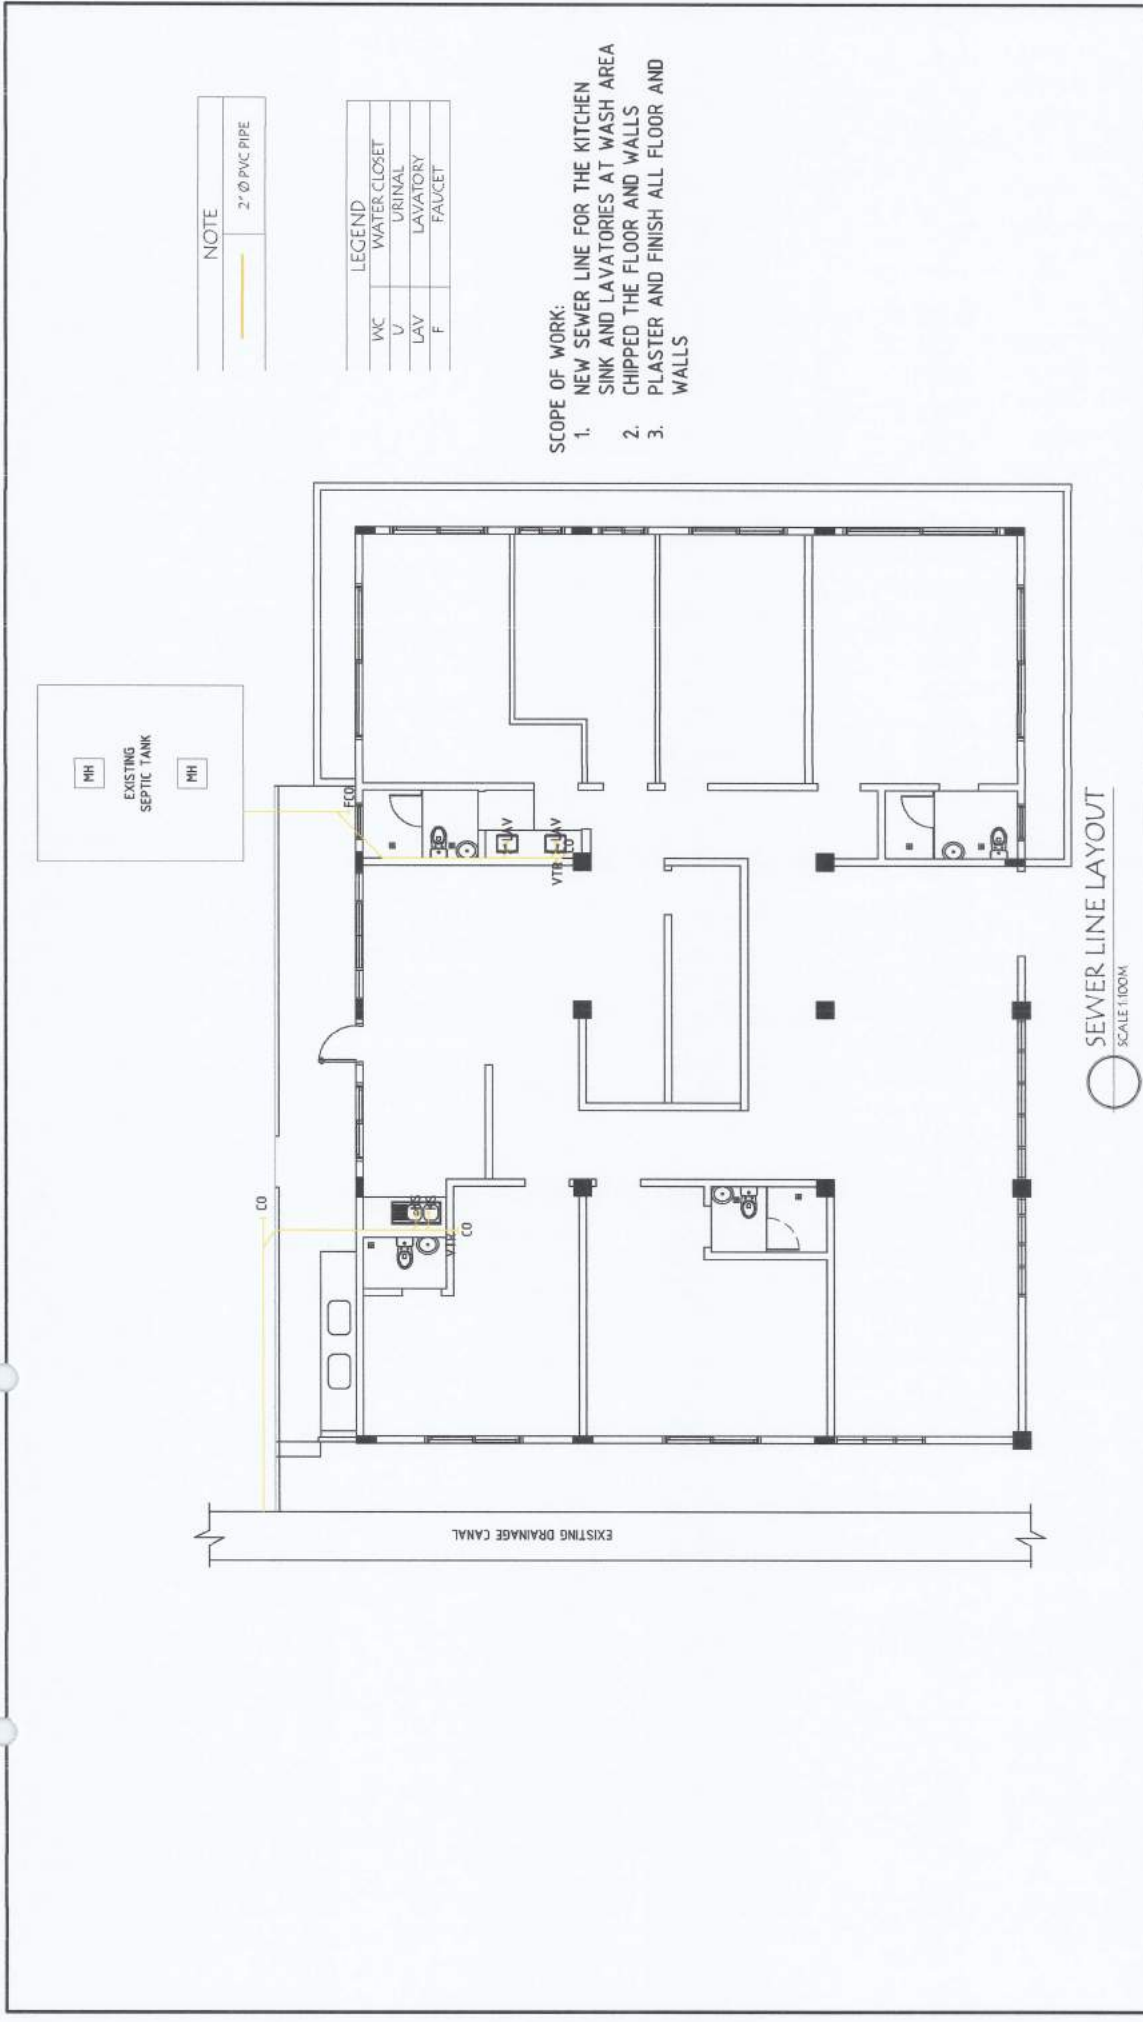 NOTE
2" Ø PVC PIPE
LEGEND
WC WATER CLOSET
U URINAL
LAV LAVATORY
F FAUCET
SCOPE OF WORK:
1. NEW SEWER LINE FOR THE KITCHEN
SINK AND LAVATORIES AT WASH AREA
2. CHIPPED THE FLOOR AND WALLS
3. PLASTER AND FINISH ALL FLOOR AND
WALLS
MH
EXISTING
SEPTIC TANK
MH
FCO
LAV
LAV
CO
VTR
CO
VTR
CO
EXISTING DRAINAGE CANAL
SEWER LINE LAYOUT
SCALE 1:100M